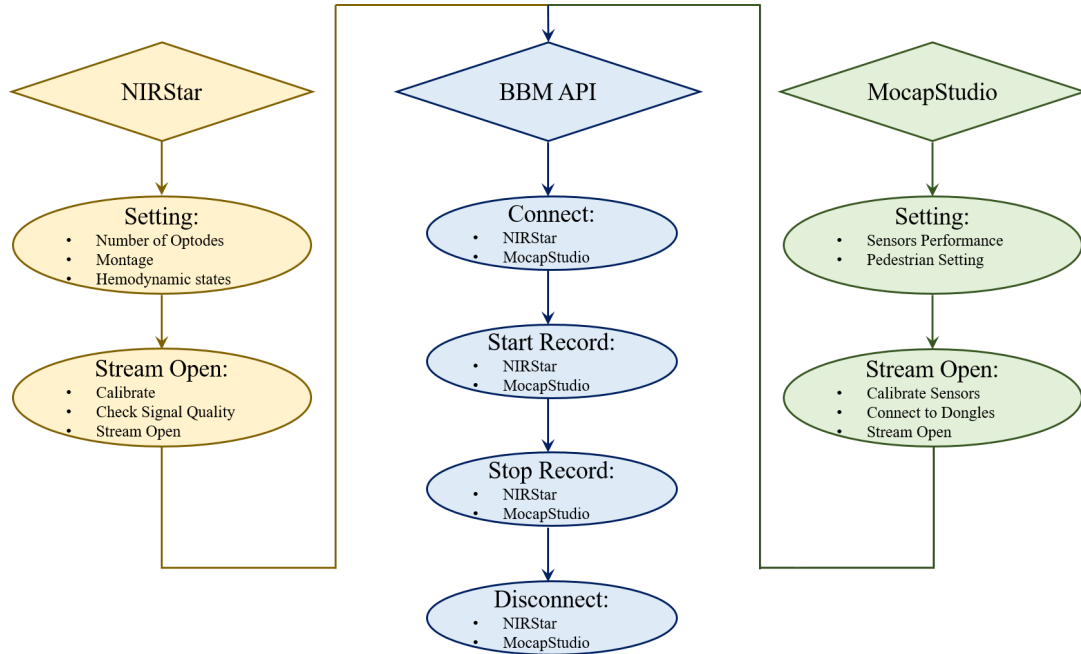 NIRStar
Setting:
• Number of Optodes
• Montage
• Hemodynamic states
Stream Open:
• Calibrate
• Check Signal Quality
• Stream Open
BBM API
Connect:
• NIRStar
• MocapStudio
Start Record:
• NIRStar
• MocapStudio
Stop Record:
• NIRStar
• MocapStudio
Disconnect:
• NIRStar
• MocapStudio
MocapStudio
Setting:
• Sensors Performance
• Pedestrian Setting
Stream Open:
• Calibrate Sensors
• Connect to Dongles
• Stream Open